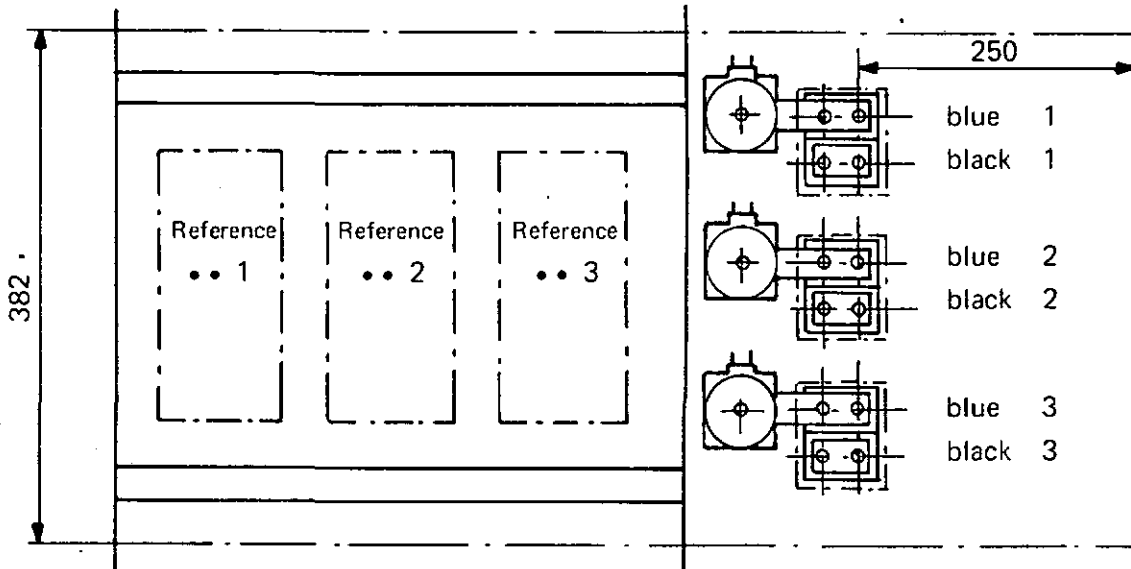 250
blue 1
black 1
Reference Reference Reference
•• 1 •• 2 •• 3
blue 2
black 2
382
blue 3
black 3